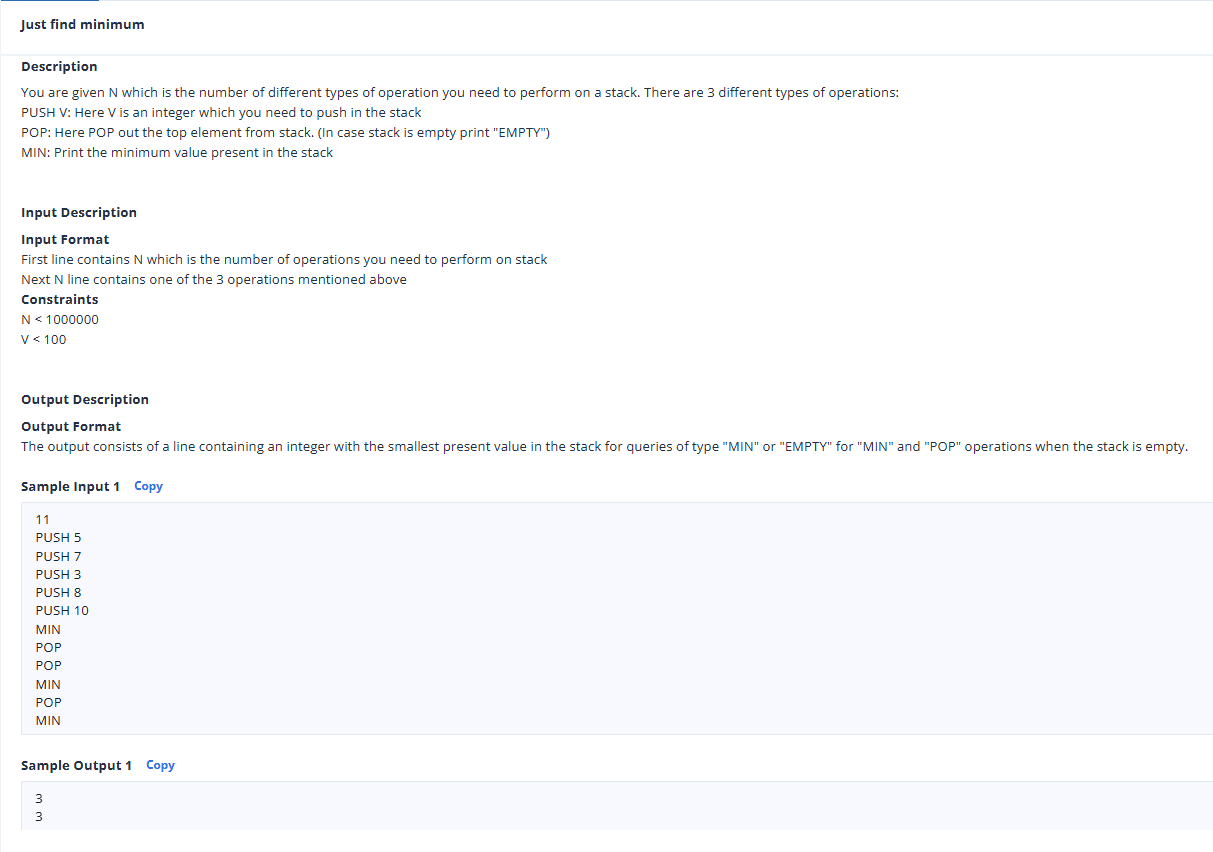 Just find minimum
Description
You are given N which is the number of different types of operation you need to perform on a stack. There are 3 different types of operations:
PUSH V: Here V is an integer which you need to push in the stack
POP: Here POP out the top element from stack. (In case stack is empty print "EMPTY")
MIN: Print the minimum value present in the stack
Input Description
Input Format
First line contains N which is the number of operations you need to perform on stack
Next N line contains one of the 3 operations mentioned above
Constraints
N < 1000000
V < 100
Output Description
Output Format
The output consists of a line containing an integer with the smallest present value in the stack for queries of type "MIN" or "EMPTY" for "MIN" and "POP" operations when the stack is empty.
Sample Input 1 Copy
11
PUSH 5
PUSH 7
PUSH 3
PUSH 8
PUSH 10
MIN
POP
POP
MIN
POP
MIN
Sample Output 1 Copy
3
3